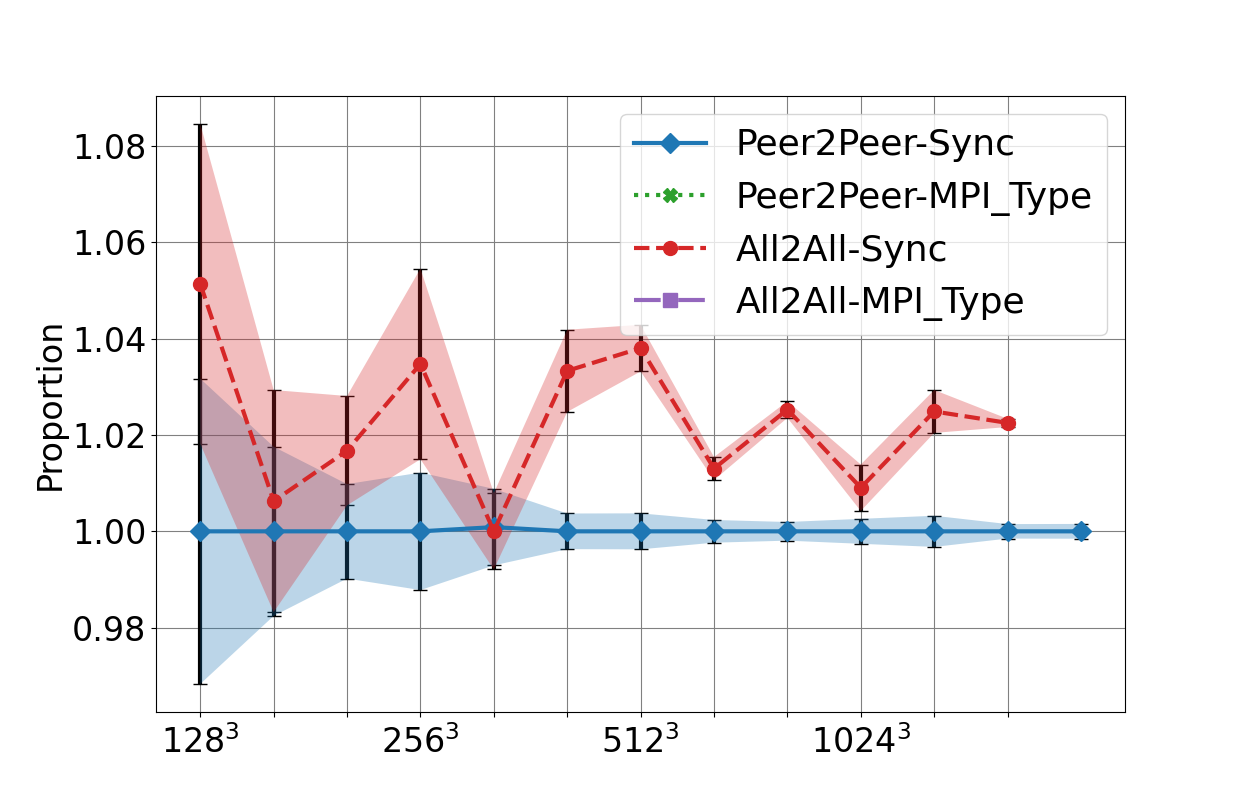 Peer2Peer-Sync
Peer2Peer-MPI_Type
All2All-Sync
All2All-MPI_Type
Proportion
1.08
1.06
1.04
1.02
1.00
0.98
128³
256³
512³
1024³